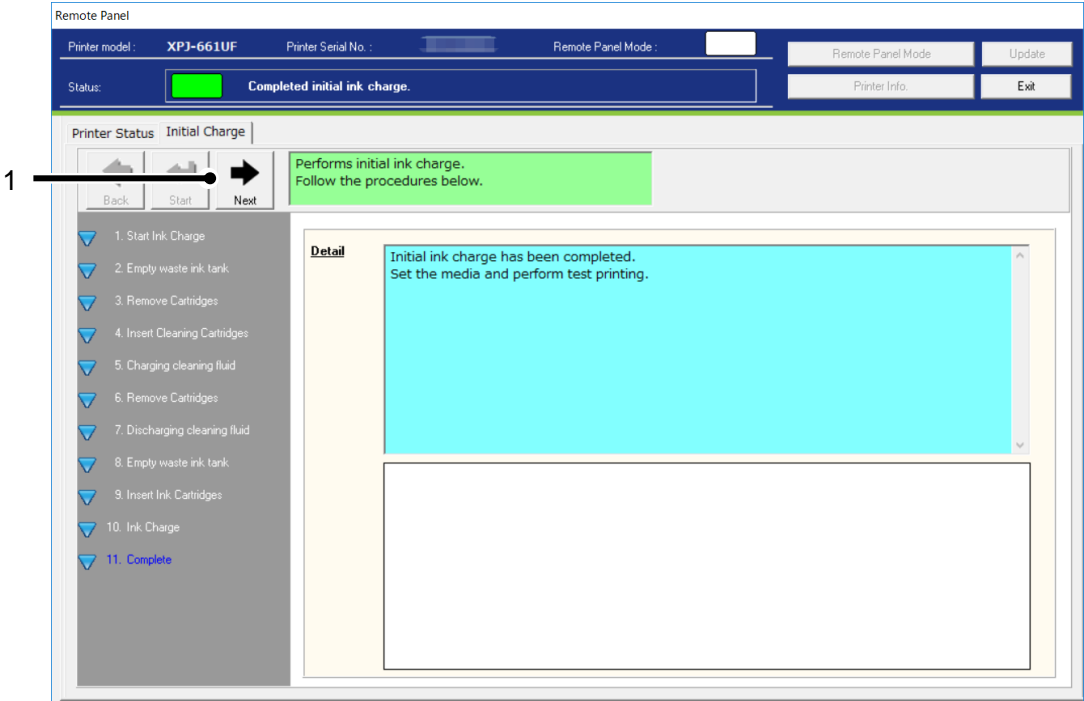 Remote Panel
Printer model : XPJ-661UF Printer Serial No. : Remote Panel Mode :
Remote Panel Mode Update
Status: Completed initial ink charge.
Printer Info. Exit
Printer Status Initial Charge
1
Back Start Next
Performs initial ink charge.
Follow the procedures below.
1. Start Ink Charge
2. Empty waste ink tank
3. Remove Cartridges
4. Insert Cleaning Cartridges
5. Charging cleaning fluid
6. Remove Cartridges
7. Discharging cleaning fluid
8. Empty waste ink tank
9. Insert Ink Cartridges
10. Ink Charge
11. Complete
Detail
Initial ink charge has been completed.
Set the media and perform test printing.